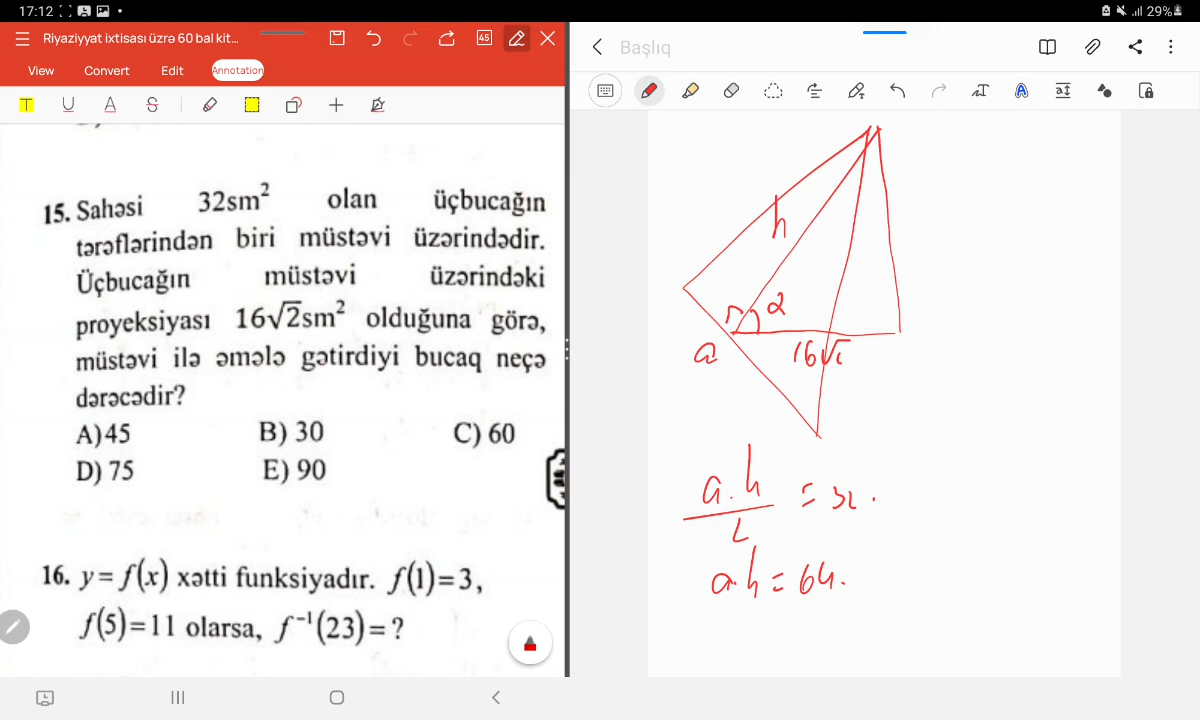 17:12
29%
Riyaziyyat ixtisası üzrə 60 bal kit...
45
View Convert Edit Annotation
T U A S
15. Sahəsi 32sm² olan üçbucağın
tərəflərindən biri müstəvi üzərindədir.
Üçbucağın müstəvi üzərindəki
proyeksiyası 16√2sm² olduğuna görə,
müstəvi ilə əmələ gətirdiyi bucaq neçə
dərəcədir?
A) 45 B) 30 C) 60
D) 75 E) 90
16. y= f(x) xətti funksiyadır. f(1)=3,
f(5)=11 olarsa, f⁻¹(23)= ?
Başlıq
h
α
a
a.h
2
= 32.
a.h = 64.